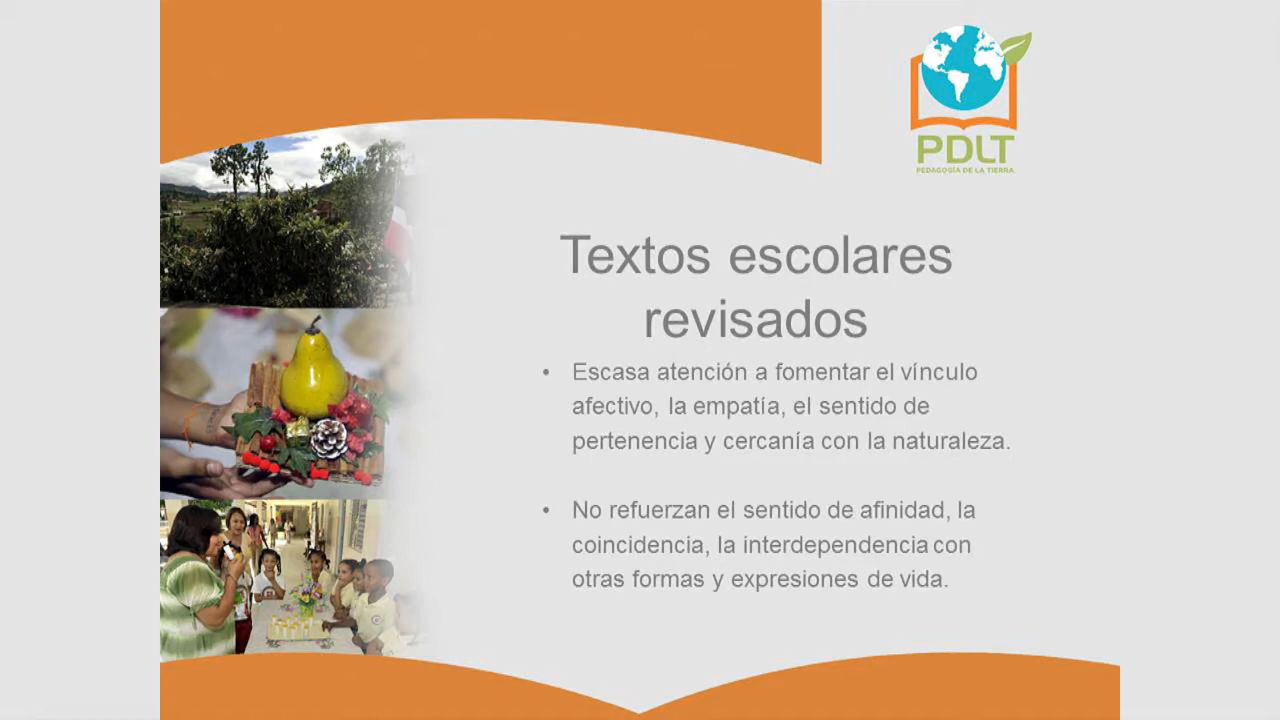 PDLT
PEDAGOGÍA DE LA TIERRA
Textos escolares
revisados
• Escasa atención a fomentar el vínculo
afectivo, la empatía, el sentido de
pertenencia y cercanía con la naturaleza.
• No refuerzan el sentido de afinidad, la
coincidencia, la interdependencia con
otras formas y expresiones de vida.